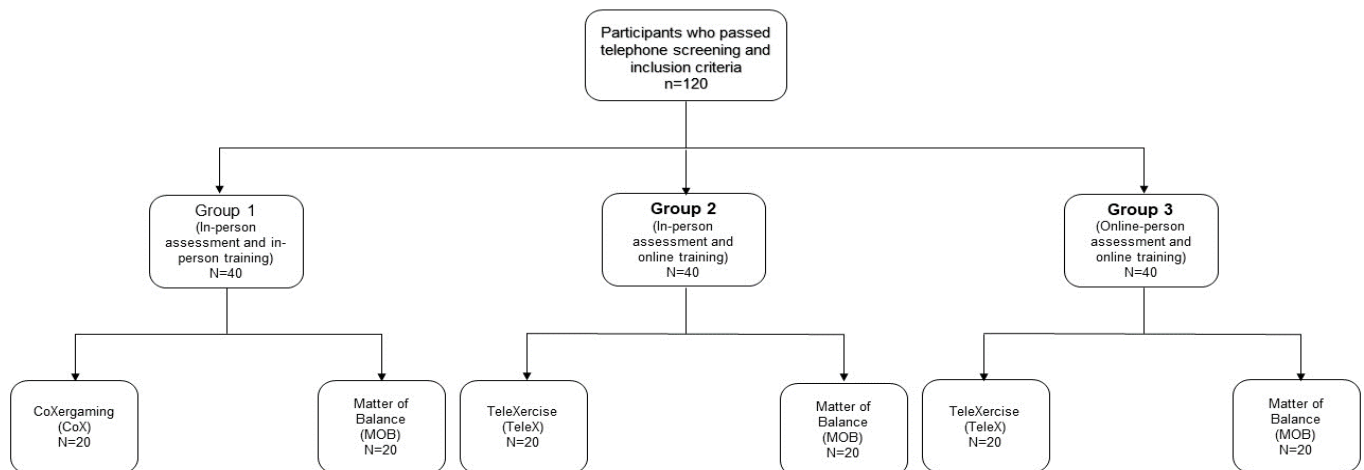 Participants who passed
telephone screening and
inclusion criteria
n=120
Group 1
(In-person
assessment and in-
person training)
N=40
Group 2
(In-person
assessment and
online training)
N=40
Group 3
(Online-person
assessment and
online training)
N=40
CoXergaming
(CoX)
N=20
Matter of
Balance
(MOB)
N=20
TeleXercise
(TeleX)
N=20
Matter of
Balance
(MOB)
N=20
TeleXercise
(TeleX)
N=20
Matter of
Balance
(MOB)
N=20